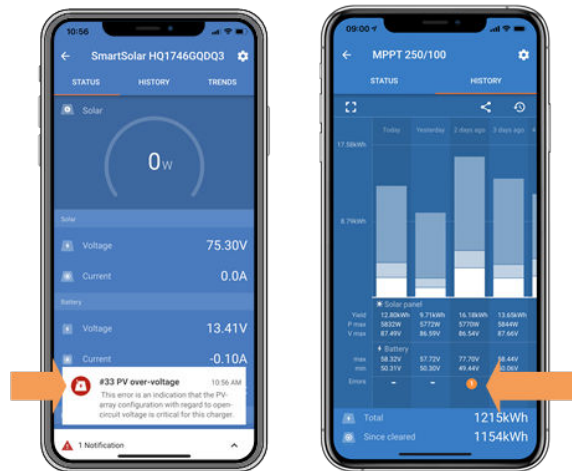 10:56
SmartSolar HQ1746GQDQ3
STATUS HISTORY TRENDS
Solar
0w
Solar
Voltage 75.30V
Current 0.0A
Battery
Voltage 13.41V
Current -0.10A
#33 PV over-voltage 10:56 AM
This error is an indication that the PV-
array configuration with regard to open-
circuit voltage is critical for this charger.
1 Notification
09:00
MPPT 250/100
STATUS HISTORY
Today Yesterday 2 days ago 3 days ago
17.58kWh
8.79kWh
Solar panel
Yield 12.80kWh 9.71kWh 16.18kWh 13.65kWh
P max 5832W 5772W 5770W 5844W
V max 87.49V 86.59V 86.54V 87.66V
Battery
max 58.32V 57.72V 77.70V 58.44V
min 50.31V 50.30V 49.44V
Errors - - 1
Total 1215kWh
Since cleared 1154kWh